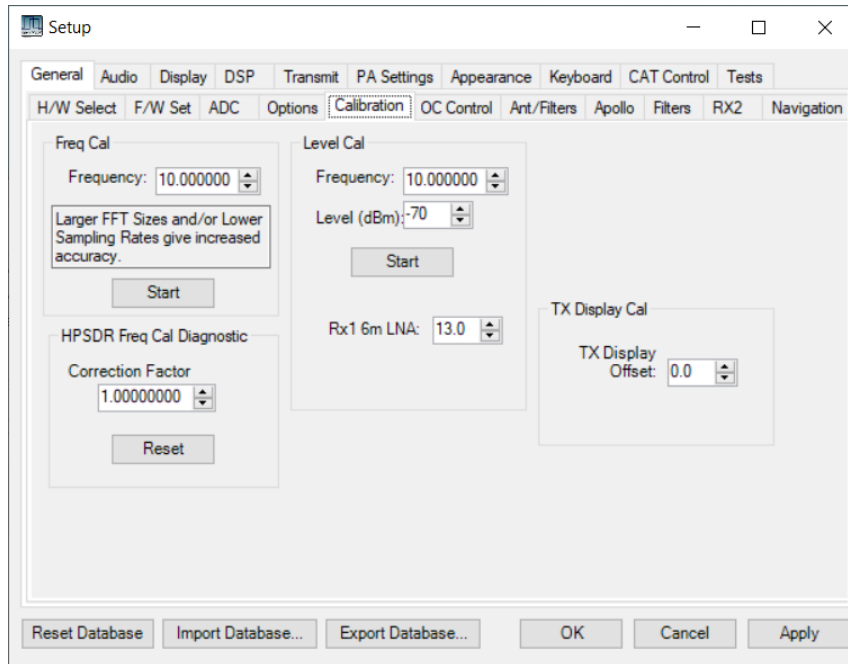 Setup
General Audio Display DSP Transmit PA Settings Appearance Keyboard CAT Control Tests
H/W Select F/W Set ADC Options Calibration OC Control Ant/Filters Apollo Filters RX2 Navigation
Freq Cal
Frequency: 10.000000
Larger FFT Sizes and/or Lower
Sampling Rates give increased
accuracy.
Start
HPSDR Freq Cal Diagnostic
Correction Factor
1.00000000
Reset
Level Cal
Frequency: 10.000000
Level (dBm): -70
Start
Rx1 6m LNA: 13.0
TX Display Cal
TX Display
Offset: 0.0
Reset Database Import Database... Export Database... OK Cancel Apply